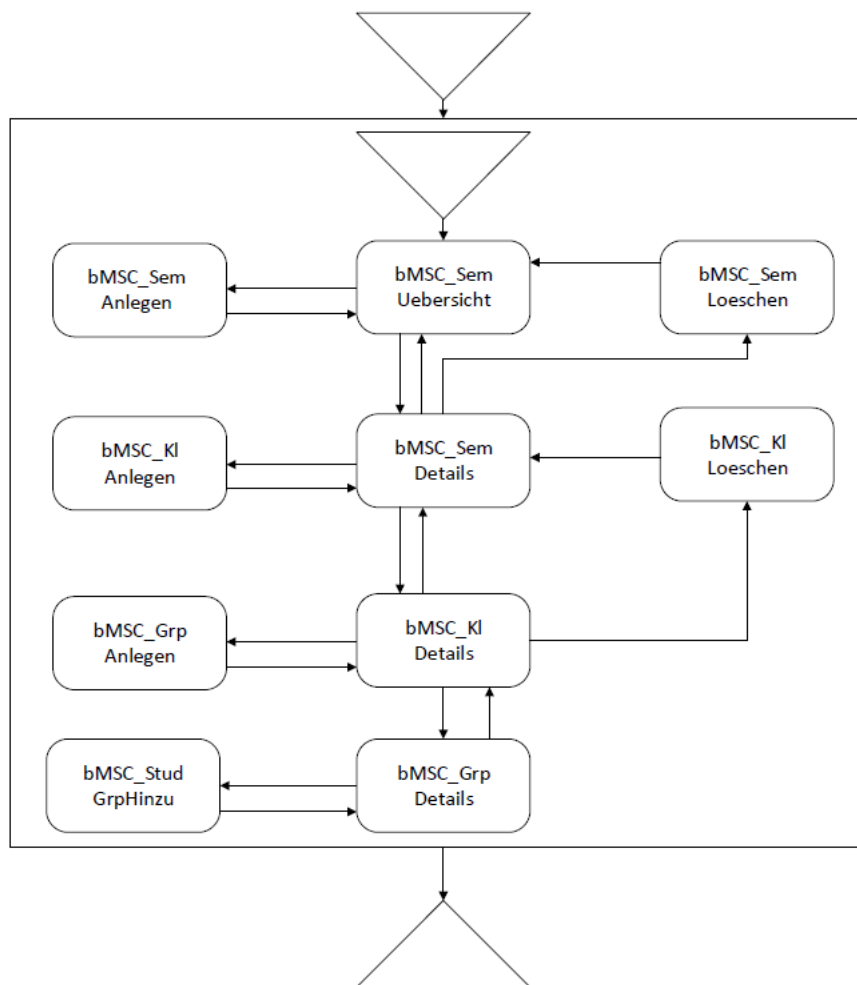 bMSC_Sem
Anlegen
bMSC_Sem
Uebersicht
bMSC_Sem
Loeschen
bMSC_Kl
Anlegen
bMSC_Sem
Details
bMSC_Kl
Loeschen
bMSC_Grp
Anlegen
bMSC_Kl
Details
bMSC_Stud
GrpHinzu
bMSC_Grp
Details